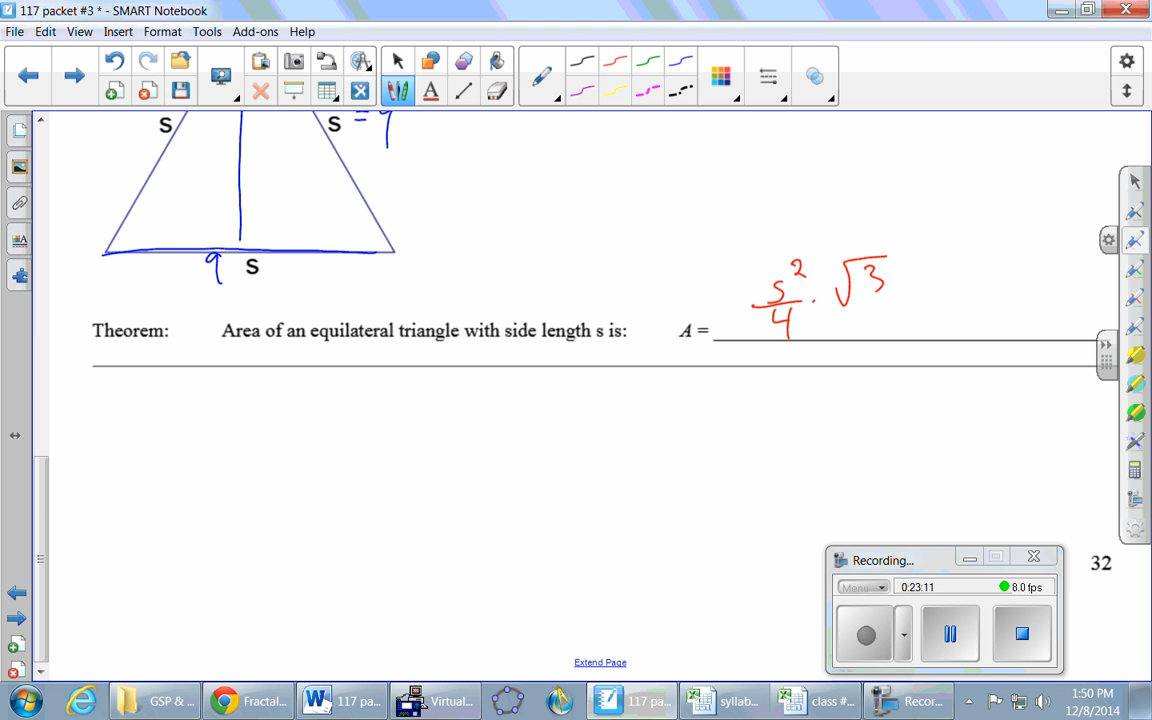 117 packet #3 * - SMART Notebook
File Edit View Insert Format Tools Add-ons Help
S S = 9
9 S
s² / 4 · √3
Theorem: Area of an equilateral triangle with side length s is: A =
Recording...
Menu 0:23:11 8.0 fps
32
Extend Page
GSP & ... Fractal... 117 pa... Virtual... 117 pa... syllab... class #... Recor...
1:50 PM
12/8/2014